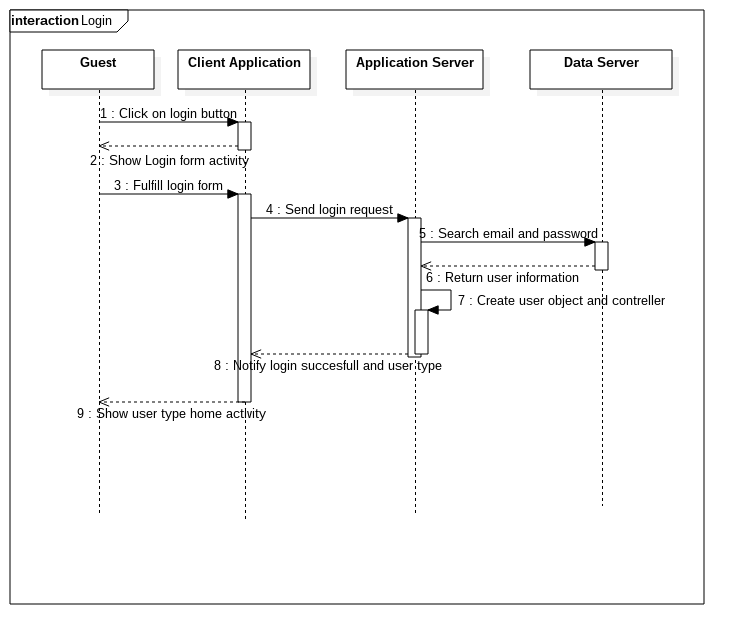 interaction Login
Guest
Client Application
Application Server
Data Server
1 : Click on login button
2 : Show Login form activity
3 : Fulfill login form
4 : Send login request
5 : Search email and password
6 : Return user information
7 : Create user object and contreller
8 : Notify login succesfull and user type
9 : Show user type home activity